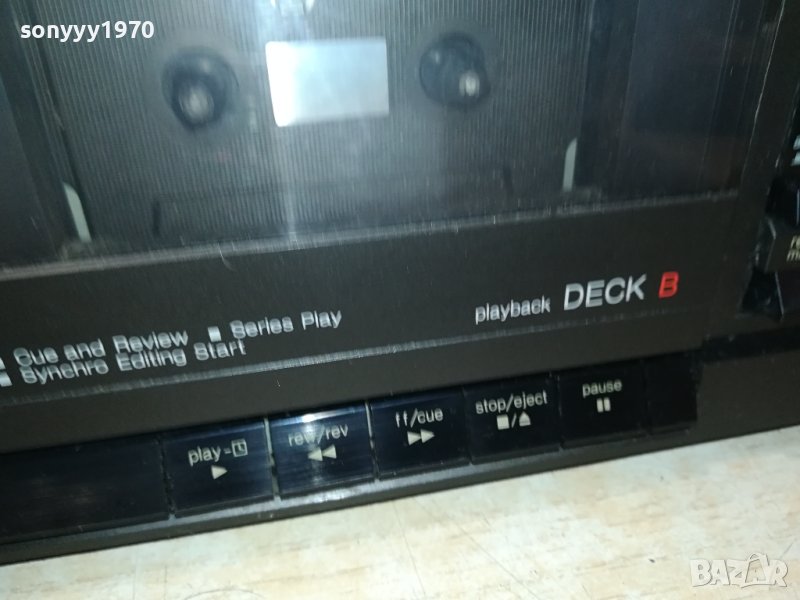 sonyyy1970
Cue and Review ■ Series Play
Synchro Editing Start
playback DECK B
play-
rew/rev
ff/cue
stop/eject
pause
BAZAR